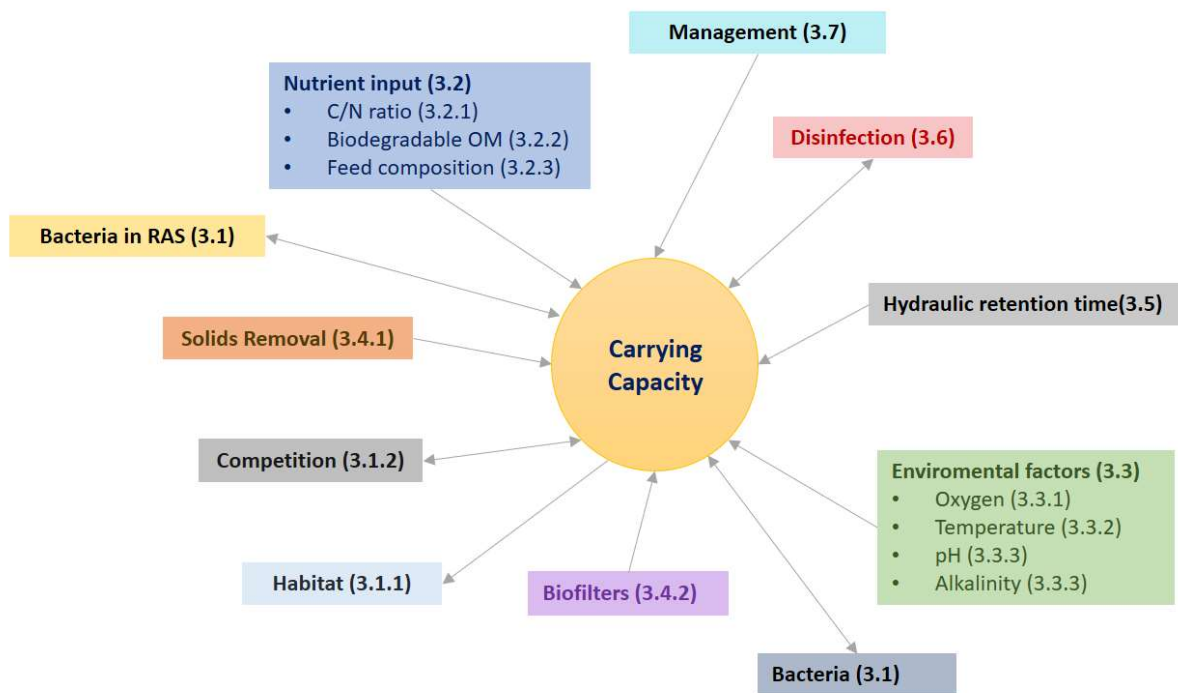 Management (3.7)
Nutrient input (3.2)
• C/N ratio (3.2.1)
• Biodegradable OM (3.2.2)
• Feed composition (3.2.3)
Disinfection (3.6)
Bacteria in RAS (3.1)
Hydraulic retention time(3.5)
Solids Removal (3.4.1)
Carrying
Capacity
Competition (3.1.2)
Enviromental factors (3.3)
• Oxygen (3.3.1)
• Temperature (3.3.2)
• pH (3.3.3)
• Alkalinity (3.3.3)
Habitat (3.1.1)
Biofilters (3.4.2)
Bacteria (3.1)